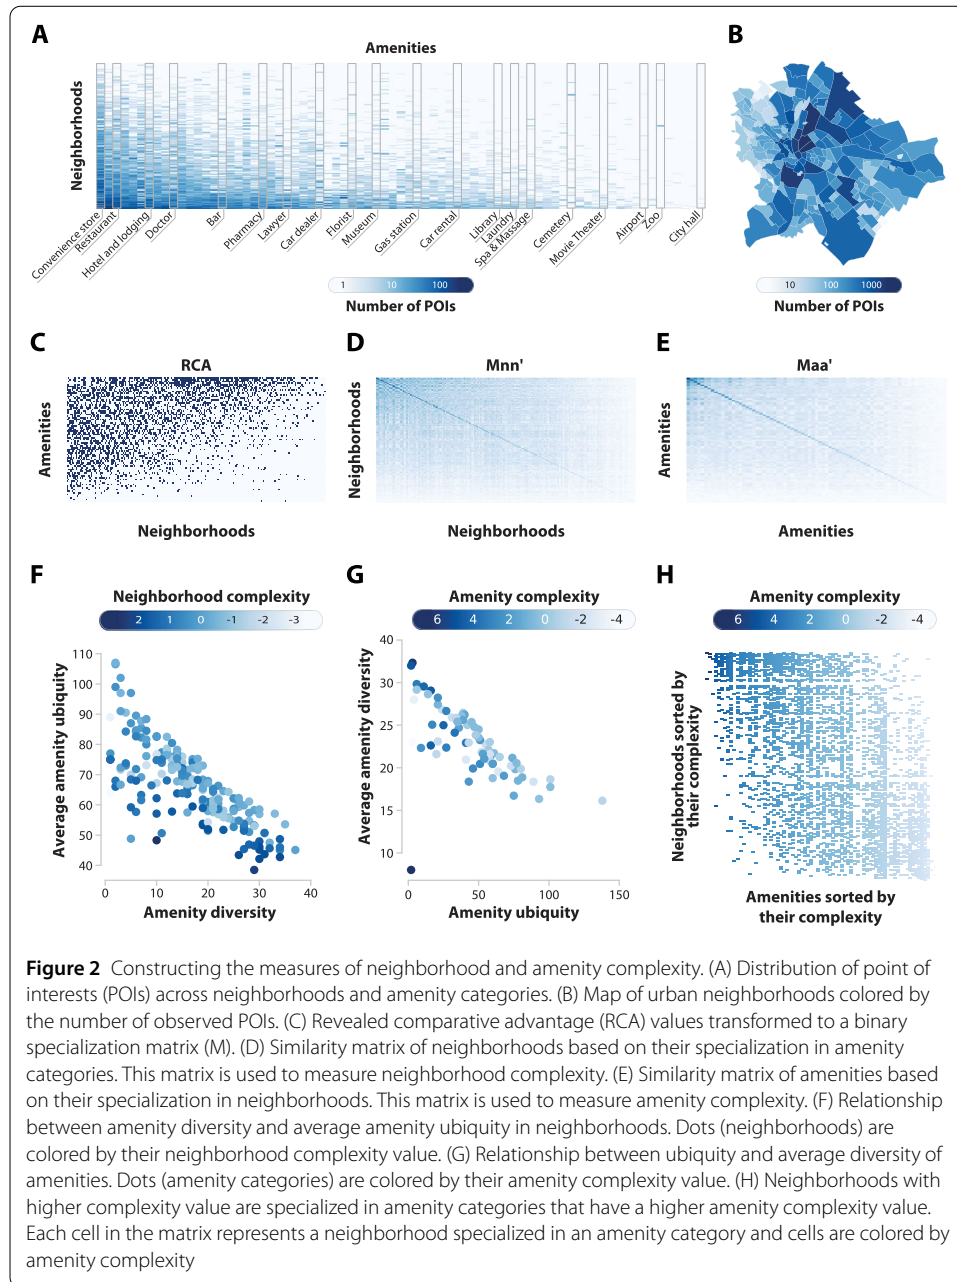 A
Amenities
Neighborhoods
Convenience store
Restaurant
Hotel and lodging
Doctor
Bar
Pharmacy
Lawyer
Car dealer
Florist
Museum
Gas station
Car rental
Library
Laundry
Spa & Massage
Cemetery
Movie Theater
Airport
Zoo
City hall
1 10 100
Number of POIs
B
10 100 1000
Number of POIs
C
RCA
Amenities
Neighborhoods
D
Mnn'
Neighborhoods
Neighborhoods
E
Maa'
Amenities
Amenities
F
Neighborhood complexity
2 1 0 -1 -2 -3
Average amenity ubiquity
110
100
90
80
70
60
50
40
0 10 20 30 40
Amenity diversity
G
Amenity complexity
6 4 2 0 -2 -4
Average amenity diversity
40
30
25
20
15
10
0 50 100 150
Amenity ubiquity
H
Amenity complexity
6 4 2 0 -2 -4
Neighborhoods sorted by
their complexity
Amenities sorted by
their complexity
Figure 2 Constructing the measures of neighborhood and amenity complexity. (A) Distribution of point of
interests (POIs) across neighborhoods and amenity categories. (B) Map of urban neighborhoods colored by
the number of observed POIs. (C) Revealed comparative advantage (RCA) values transformed to a binary
specialization matrix (M). (D) Similarity matrix of neighborhoods based on their specialization in amenity
categories. This matrix is used to measure neighborhood complexity. (E) Similarity matrix of amenities based
on their specialization in neighborhoods. This matrix is used to measure amenity complexity. (F) Relationship
between amenity diversity and average amenity ubiquity in neighborhoods. Dots (neighborhoods) are
colored by their neighborhood complexity value. (G) Relationship between ubiquity and average diversity of
amenities. Dots (amenity categories) are colored by their amenity complexity value. (H) Neighborhoods with
higher complexity value are specialized in amenity categories that have a higher amenity complexity value.
Each cell in the matrix represents a neighborhood specialized in an amenity category and cells are colored by
amenity complexity